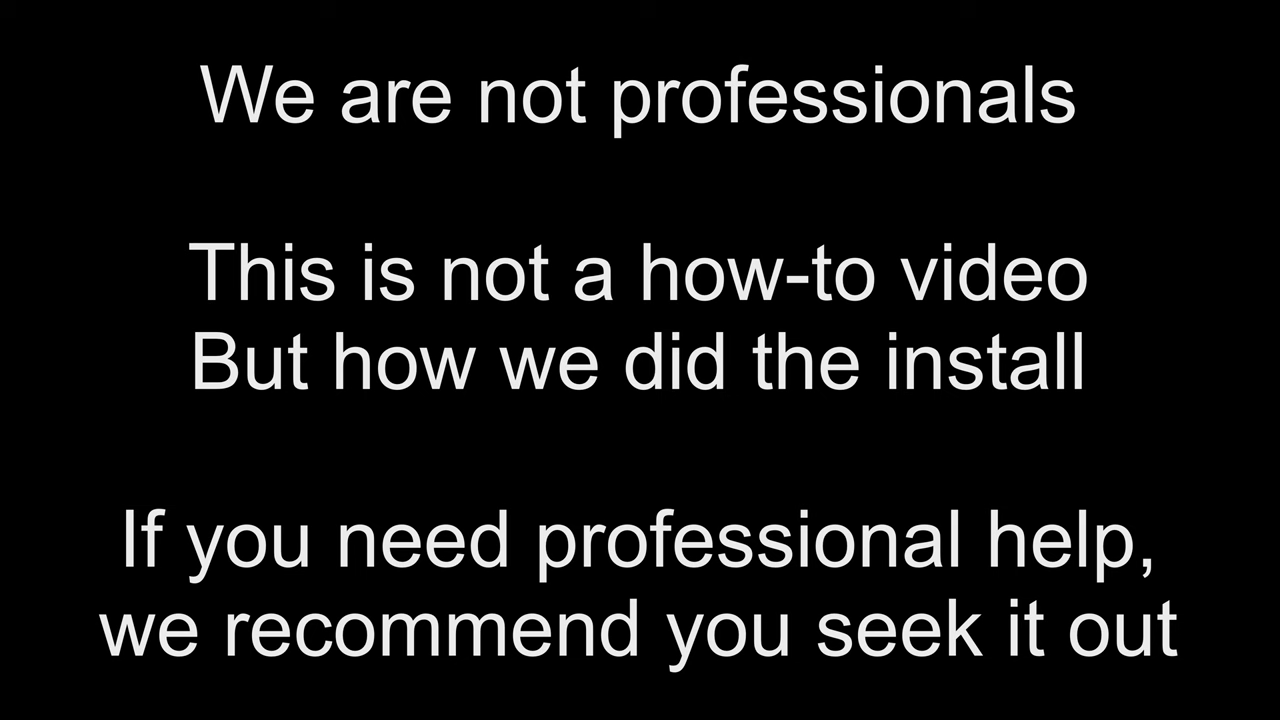 We are not professionals
This is not a how-to video
But how we did the install
If you need professional help,
we recommend you seek it out